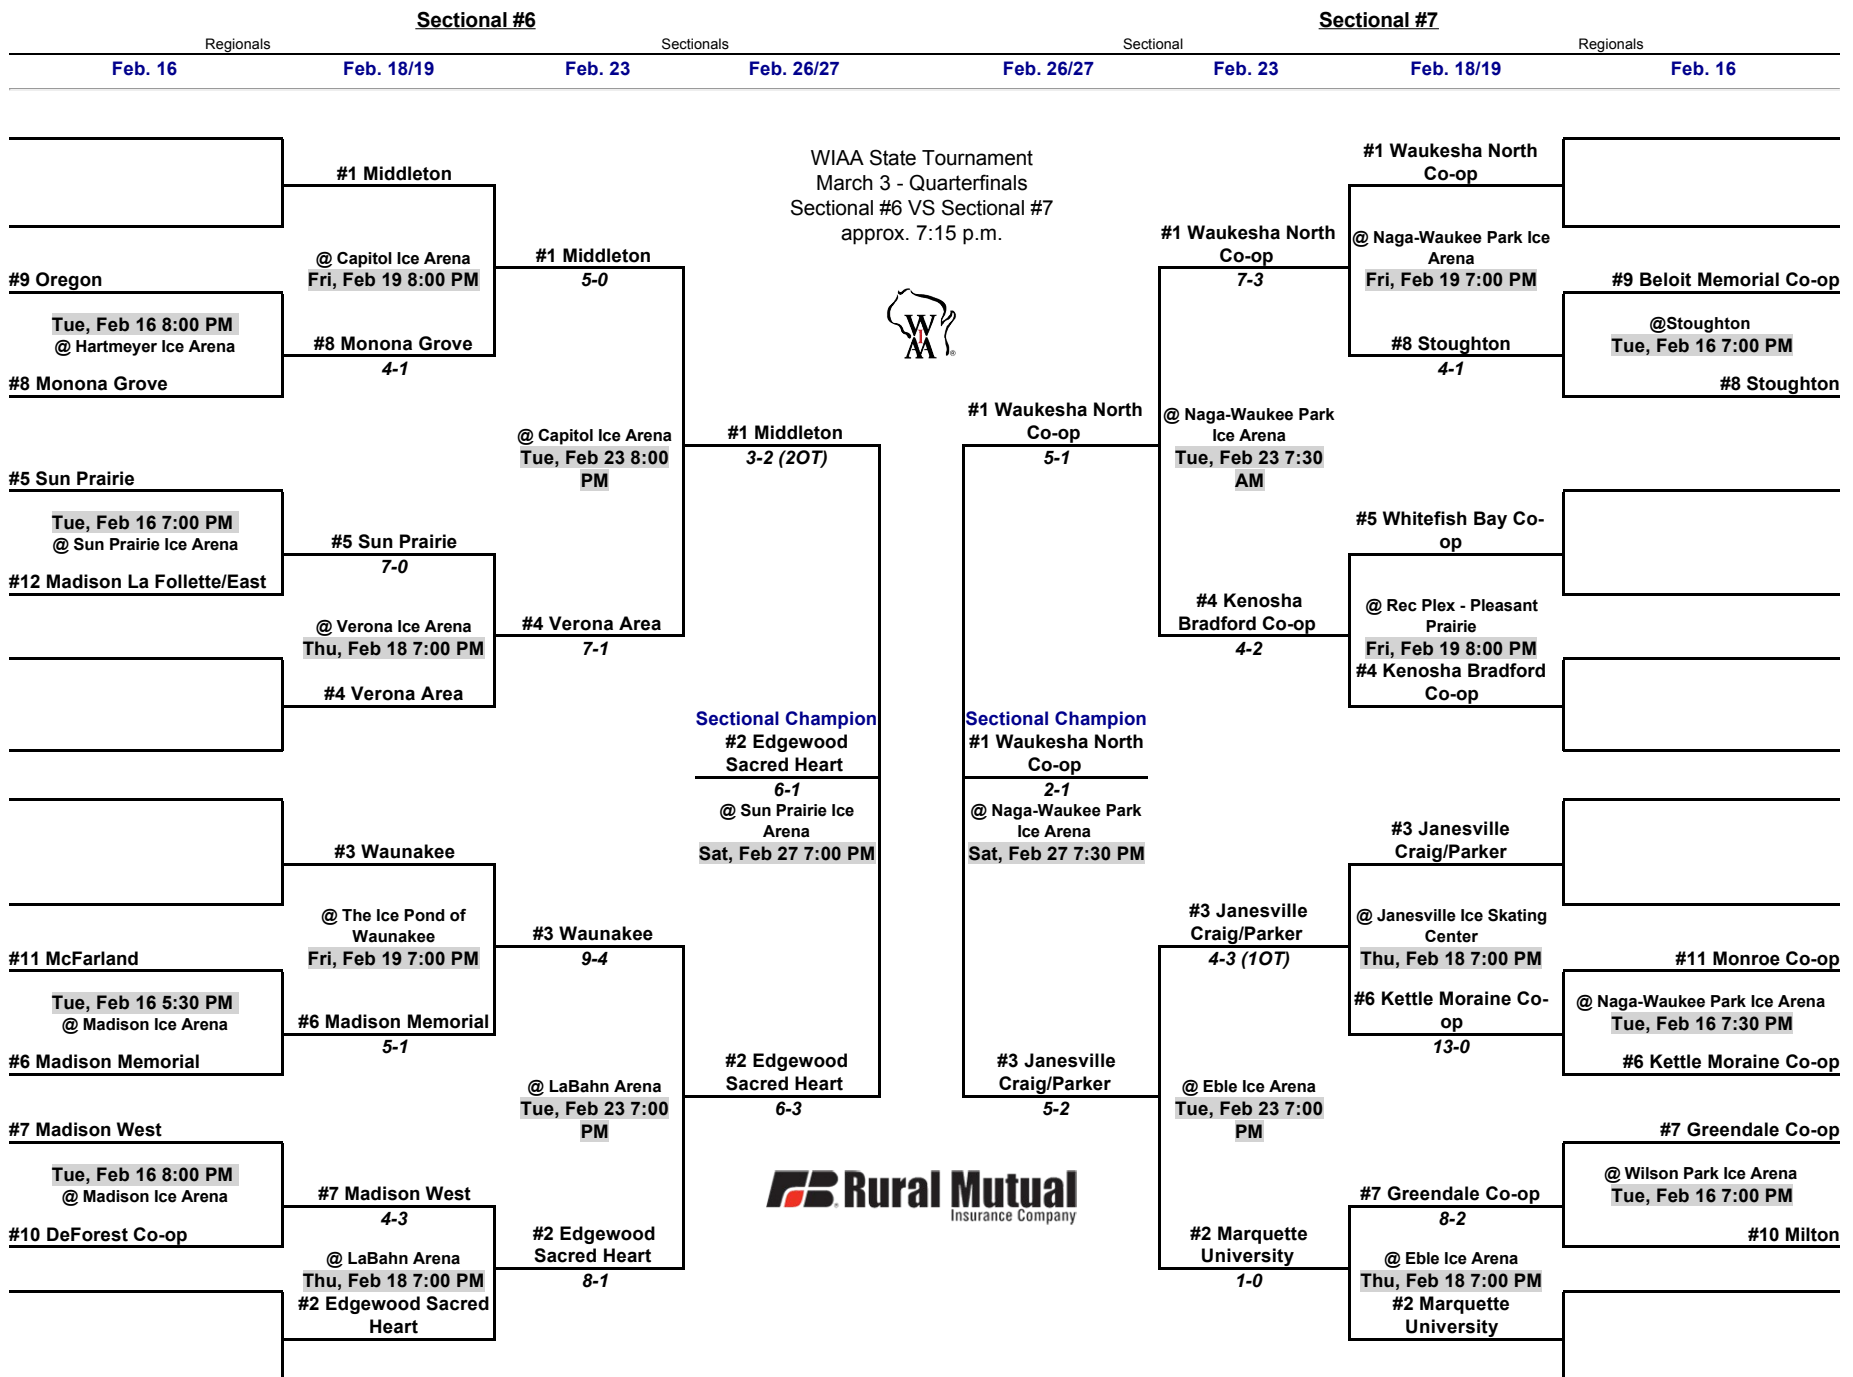 Sectional #6
Sectional #7
Regionals
Sectionals
Sectional
Regionals
Feb. 16
Feb. 18/19
Feb. 23
Feb. 26/27
Feb. 26/27
Feb. 23
Feb. 18/19
Feb. 16
#9 Oregon
Tue, Feb 16 8:00 PM
@ Hartmeyer Ice Arena
#8 Monona Grove
#5 Sun Prairie
Tue, Feb 16 7:00 PM
@ Sun Prairie Ice Arena
#12 Madison La Follette/East
#11 McFarland
Tue, Feb 16 5:30 PM
@ Madison Ice Arena
#6 Madison Memorial
#7 Madison West
Tue, Feb 16 8:00 PM
@ Madison Ice Arena
#10 DeForest Co-op
#1 Middleton
@ Capitol Ice Arena
Fri, Feb 19 8:00 PM
#8 Monona Grove
4-1
#5 Sun Prairie
7-0
@ Verona Ice Arena
Thu, Feb 18 7:00 PM
#4 Verona Area
#3 Waunakee
@ The Ice Pond of
Waunakee
Fri, Feb 19 7:00 PM
#6 Madison Memorial
5-1
#7 Madison West
4-3
@ LaBahn Arena
Thu, Feb 18 7:00 PM
#2 Edgewood Sacred
Heart
#1 Middleton
5-0
@ Capitol Ice Arena
Tue, Feb 23 8:00
PM
#4 Verona Area
7-1
#3 Waunakee
9-4
@ LaBahn Arena
Tue, Feb 23 7:00
PM
#2 Edgewood
Sacred Heart
8-1
#1 Middleton
3-2 (2OT)
Sectional Champion
#2 Edgewood
Sacred Heart
6-1
@ Sun Prairie Ice
Arena
Sat, Feb 27 7:00 PM
#2 Edgewood
Sacred Heart
6-3
WIAA State Tournament
March 3 - Quarterfinals
Sectional #6 VS Sectional #7
approx. 7:15 p.m.
WIAA
®
Rural Mutual
Insurance Company
#1 Waukesha North
Co-op
5-1
Sectional Champion
#1 Waukesha North
Co-op
2-1
@ Naga-Waukee Park
Ice Arena
Sat, Feb 27 7:30 PM
#3 Janesville
Craig/Parker
5-2
#1 Waukesha North
Co-op
7-3
@ Naga-Waukee Park
Ice Arena
Tue, Feb 23 7:30
AM
#4 Kenosha
Bradford Co-op
4-2
#3 Janesville
Craig/Parker
4-3 (1OT)
@ Eble Ice Arena
Tue, Feb 23 7:00
PM
#2 Marquette
University
1-0
#1 Waukesha North
Co-op
@ Naga-Waukee Park Ice
Arena
Fri, Feb 19 7:00 PM
#8 Stoughton
4-1
#5 Whitefish Bay Co-
op
@ Rec Plex - Pleasant
Prairie
Fri, Feb 19 8:00 PM
#4 Kenosha Bradford
Co-op
#3 Janesville
Craig/Parker
@ Janesville Ice Skating
Center
Thu, Feb 18 7:00 PM
#6 Kettle Moraine Co-
op
13-0
#7 Greendale Co-op
8-2
@ Eble Ice Arena
Thu, Feb 18 7:00 PM
#2 Marquette
University
#9 Beloit Memorial Co-op
@Stoughton
Tue, Feb 16 7:00 PM
#8 Stoughton
#11 Monroe Co-op
@ Naga-Waukee Park Ice Arena
Tue, Feb 16 7:30 PM
#6 Kettle Moraine Co-op
#7 Greendale Co-op
@ Wilson Park Ice Arena
Tue, Feb 16 7:00 PM
#10 Milton